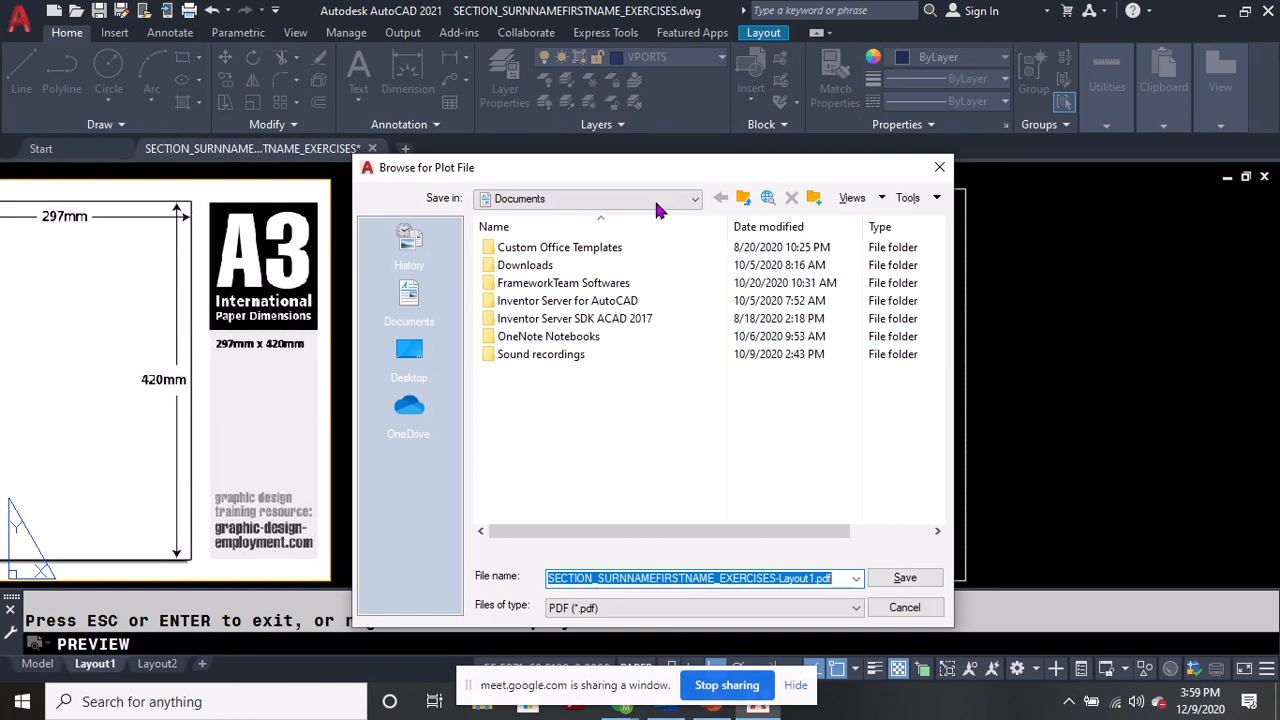 Autodesk AutoCAD 2021 SECTION_SURNNAMEFIRSTNAME_EXERCISES.dwg Type a keyword or phrase Sign In
Home Insert Annotate Parametric View Manage Output Add-ins Collaborate Express Tools Featured Apps Layout
VPORTS ByLayer
Line Polyline Circle Arc Text Dimension Layer Properties Insert Match Properties ByLayer ByLayer Group Utilities Clipboard View
Draw Modify Annotation Layers Block Properties Groups
Start SECTION_SURNNAME...TNAME_EXERCISES*
Browse for Plot File
Save in: Documents Views Tools
Name Date modified Type
Custom Office Templates 8/20/2020 10:25 PM File folder
Downloads 10/5/2020 8:16 AM File folder
FrameworkTeam Softwares 10/20/2020 10:31 AM File folder
Inventor Server for AutoCAD 10/5/2020 7:52 AM File folder
Inventor Server SDK ACAD 2017 8/18/2020 2:18 PM File folder
OneNote Notebooks 10/6/2020 9:53 AM File folder
Sound recordings 10/9/2020 2:43 PM File folder
History
Documents
Desktop
OneDrive
File name: SECTION_SURNNAMEFIRSTNAME_EXERCISES-Layout1.pdf Save
Files of type: PDF (*.pdf) Cancel
297mm
A3
International
Paper Dimensions
297mm x 420mm
420mm
graphic design
training resource:
graphic-design-
employment.com
Y
X
Press ESC or ENTER to exit, or
PREVIEW
Model Layout1 Layout2
meet.google.com is sharing a window. Stop sharing Hide
Type here to search
3:59 PM
12/9/2020